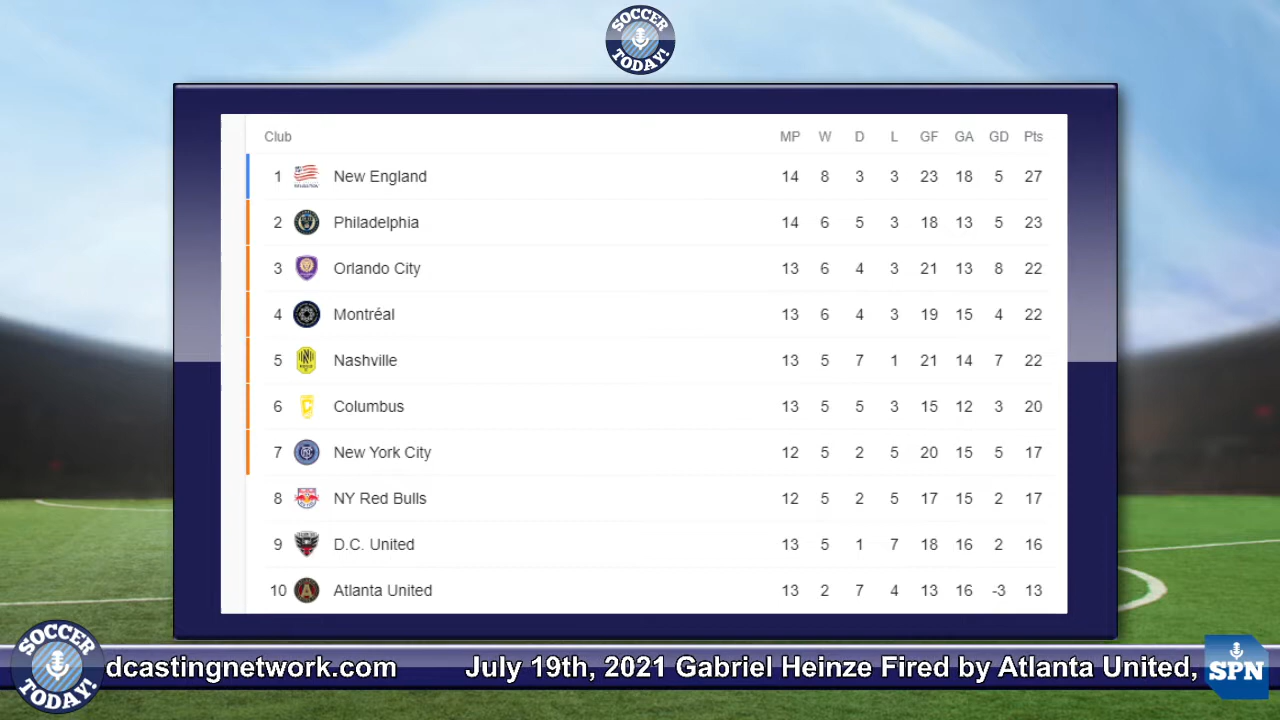 SOCCER
TODAY!
Club MP W D L GF GA GD Pts
1 New England 14 8 3 3 23 18 5 27
2 Philadelphia 14 6 5 3 18 13 5 23
3 Orlando City 13 6 4 3 21 13 8 22
4 Montréal 13 6 4 3 19 15 4 22
5 Nashville 13 5 7 1 21 14 7 22
6 Columbus 13 5 5 3 15 12 3 20
7 New York City 12 5 2 5 20 15 5 17
8 NY Red Bulls 12 5 2 5 17 15 2 17
9 D.C. United 13 5 1 7 18 16 2 16
10 Atlanta United 13 2 7 4 13 16 -3 13
SOCCER
TODAY!
dcastingnetwork.com July 19th, 2021 Gabriel Heinze Fired by Atlanta United,
SPN